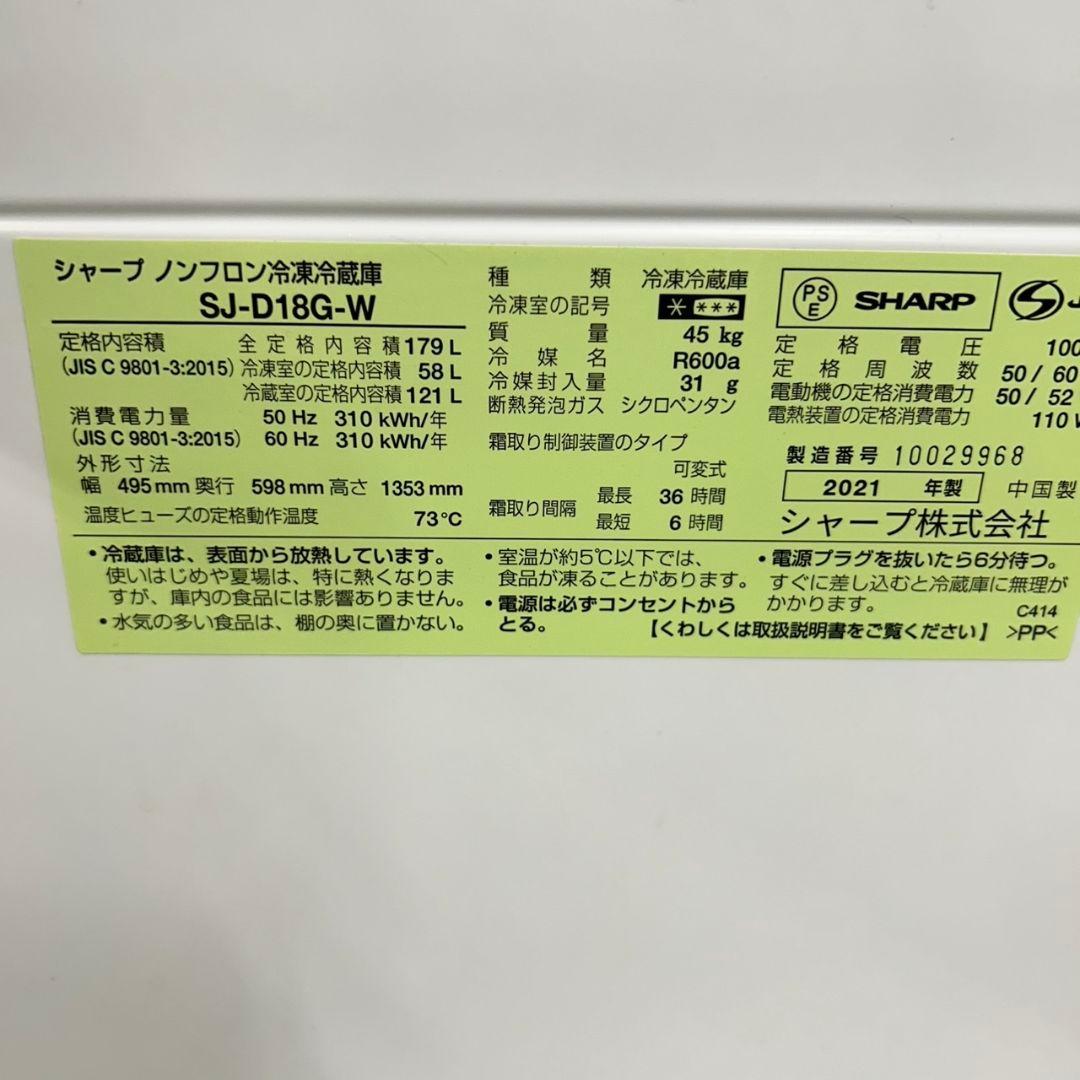 シャープ ノンフロン冷凍冷蔵庫
SJ-D18G-W
定格内容積 全定格内容積 179 L
(JIS C 9801-3:2015) 冷凍室の定格内容積 58 L
冷蔵室の定格内容積 121 L
消費電力量 50 Hz 310 kWh/年
(JIS C 9801-3:2015) 60 Hz 310 kWh/年
外形寸法
幅 495 mm 奥行 598 mm 高さ 1353 mm
温度ヒューズの定格動作温度 73℃
種類 冷凍冷蔵庫
冷凍室の記号 * ***
質量 45 kg
冷媒名 R600a
冷媒封入量 31 g
断熱発泡ガス シクロペンタン
霜取り制御装置のタイプ
可変式
霜取り間隔 最長 36 時間
最短 6 時間
PS
E
SHARP
定格電圧 100
定格周波数 50 / 60
電動機の定格消費電力 50 / 52
電熱装置の定格消費電力 110
製造番号 10029968
2021 年製 中国製
シャープ株式会社
・冷蔵庫は、表面から放熱しています。
使いはじめや夏場は、特に熱くなりま
すが、庫内の食品には影響ありません。
・水気の多い食品は、棚の奥に置かない。
・室温が約5℃以下では、
食品が凍ることがあります。
・電源は必ずコンセントから
とる。
・電源プラグを抜いたら6分待つ。
すぐに差し込むと冷蔵庫に無理が
かかります。
C414
【くわしくは取扱説明書をご覧ください】 >PP<